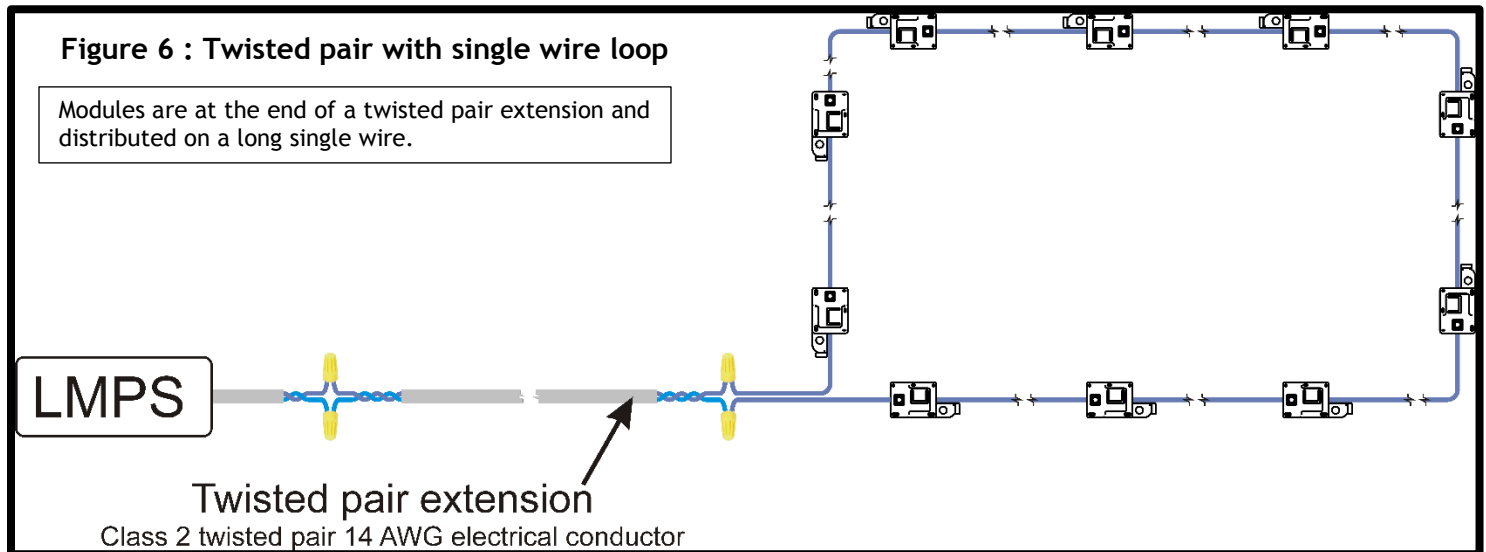 Figure 6 : Twisted pair with single wire loop
Modules are at the end of a twisted pair extension and
distributed on a long single wire.
LMPS
Twisted pair extension
Class 2 twisted pair 14 AWG electrical conductor